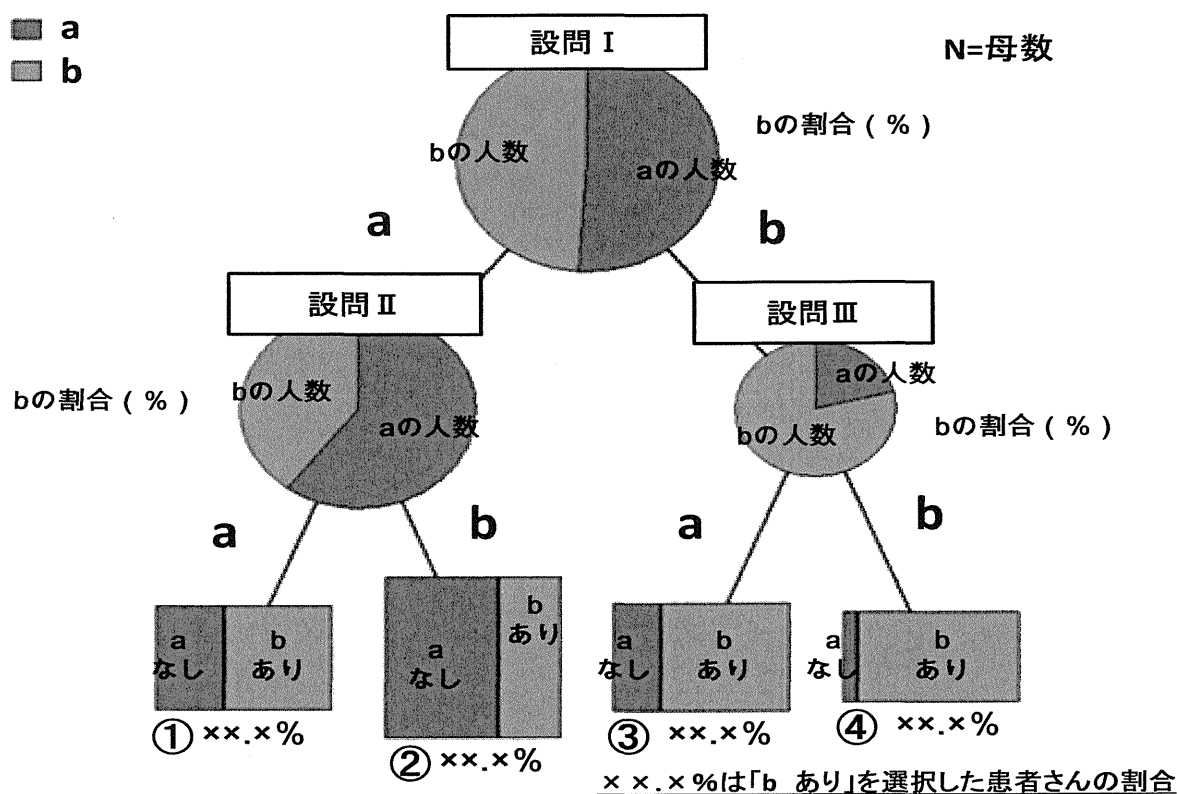 a
b
設問Ⅰ
N=母数
bの人数
aの人数
bの割合(%)
a
b
設問Ⅱ
設問Ⅲ
bの割合(%)
bの人数
aの人数
aの人数
bの人数
bの割合(%)
a
b
a
b
a
なし
b
あり
① ××.×%
a
なし
b
あり
② ××.×%
a
なし
b
あり
③ ××.×%
a
なし
b
あり
④ ××.×%
××.×%は「b あり」を選択した患者さんの割合